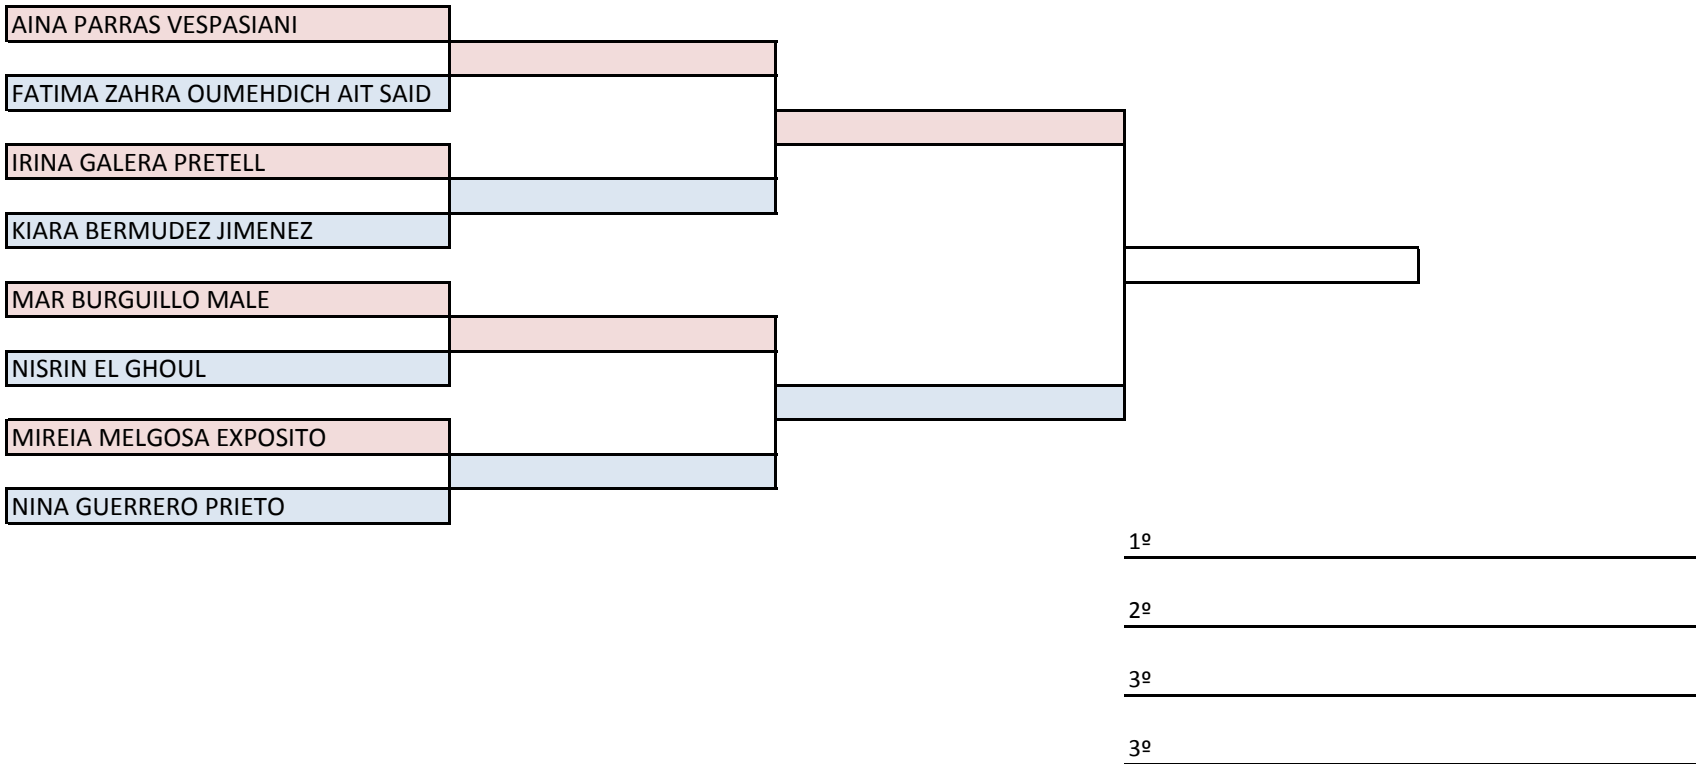 AINA PARRAS VESPASIANI
FATIMA ZAHRA OUMEHDICH AIT SAID
IRINA GALERA PRETELL
KIARA BERMUDEZ JIMENEZ
MAR BURGUILLO MALE
NISRIN EL GHOUL
MIREIA MELGOSA EXPOSITO
NINA GUERRERO PRIETO
1º
2º
3º
3º